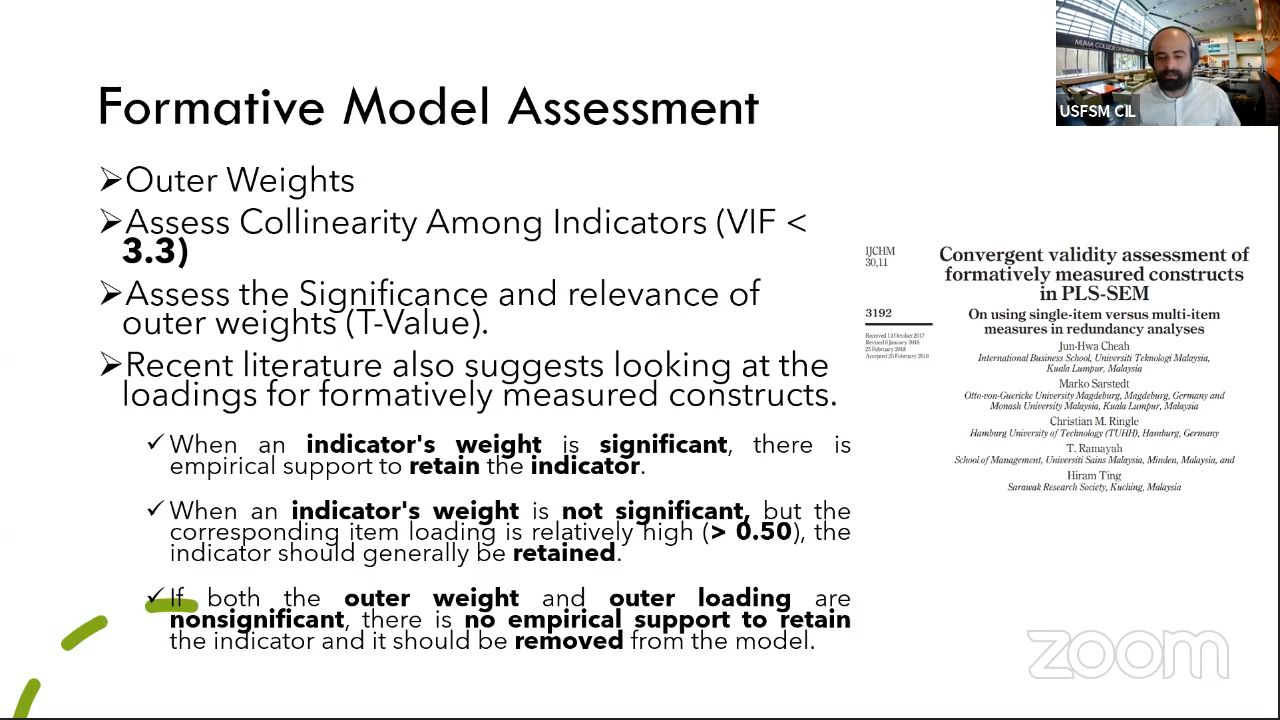 MUMA COLLEGE OF
USFSM CIL
Formative Model Assessment
➢Outer Weights
➢Assess Collinearity Among Indicators (VIF <
3.3)
➢Assess the Significance and relevance of
outer weights (T-Value).
➢Recent literature also suggests looking at the
loadings for formatively measured constructs.
✓When an indicator's weight is significant, there is
empirical support to retain the indicator.
✓When an indicator's weight is not significant, but the
corresponding item loading is relatively high (> 0.50), the
indicator should generally be retained.
✓If both the outer weight and outer loading are
nonsignificant, there is no empirical support to retain
the indicator and it should be removed from the model.
IJCHM
30,11
3192
Received 14 October 2017
Revised 8 January 2018
23 February 2018
Accepted 25 February 2018
Convergent validity assessment of
formatively measured constructs
in PLS-SEM
On using single-item versus multi-item
measures in redundancy analyses
Jun-Hwa Cheah
International Business School, Universiti Teknologi Malaysia,
Kuala Lumpur, Malaysia
Marko Sarstedt
Otto-von-Guericke University Magdeburg, Magdeburg, Germany and
Monash University Malaysia, Kuala Lumpur, Malaysia
Christian M. Ringle
Hamburg University of Technology (TUHH), Hamburg, Germany
T. Ramayah
School of Management, Universiti Sains Malaysia, Minden, Malaysia, and
Hiram Ting
Sarawak Research Society, Kuching, Malaysia
zoom